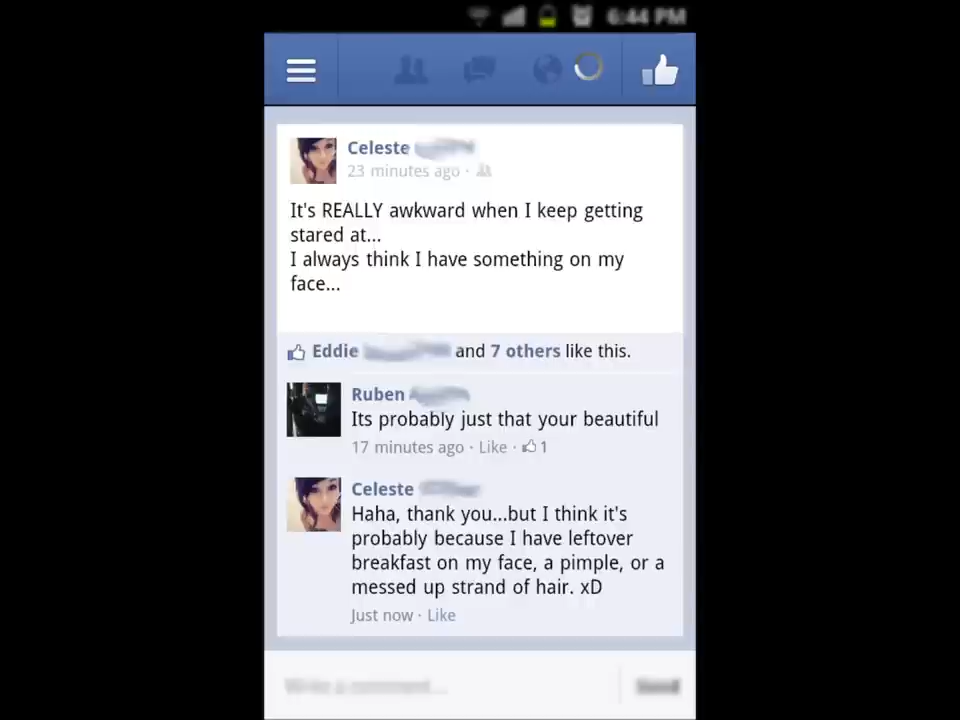 6:44 PM
Celeste
23 minutes ago ·
It's REALLY awkward when I keep getting
stared at...
I always think I have something on my
face...
Eddie and 7 others like this.
Ruben
Its probably just that your beautiful
17 minutes ago · Like · 1
Celeste
Haha, thank you...but I think it's
probably because I have leftover
breakfast on my face, a pimple, or a
messed up strand of hair. xD
Just now · Like
Write a comment...
Send